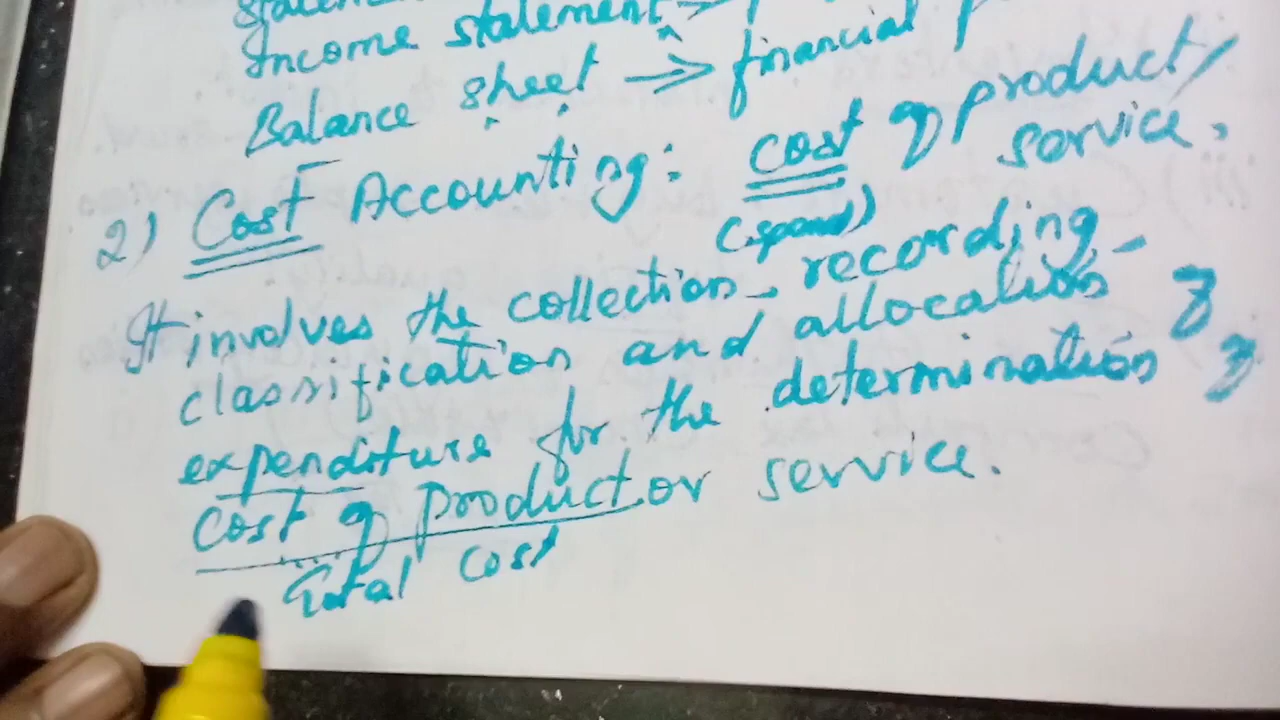 Income statement →
Balance sheet → financial
2) Cost Accounting: Cost of product/
service.
(spend)
It involves the collection, recording,
classification and allocation of
expenditure for the determination of
cost of product or service.
Total cost